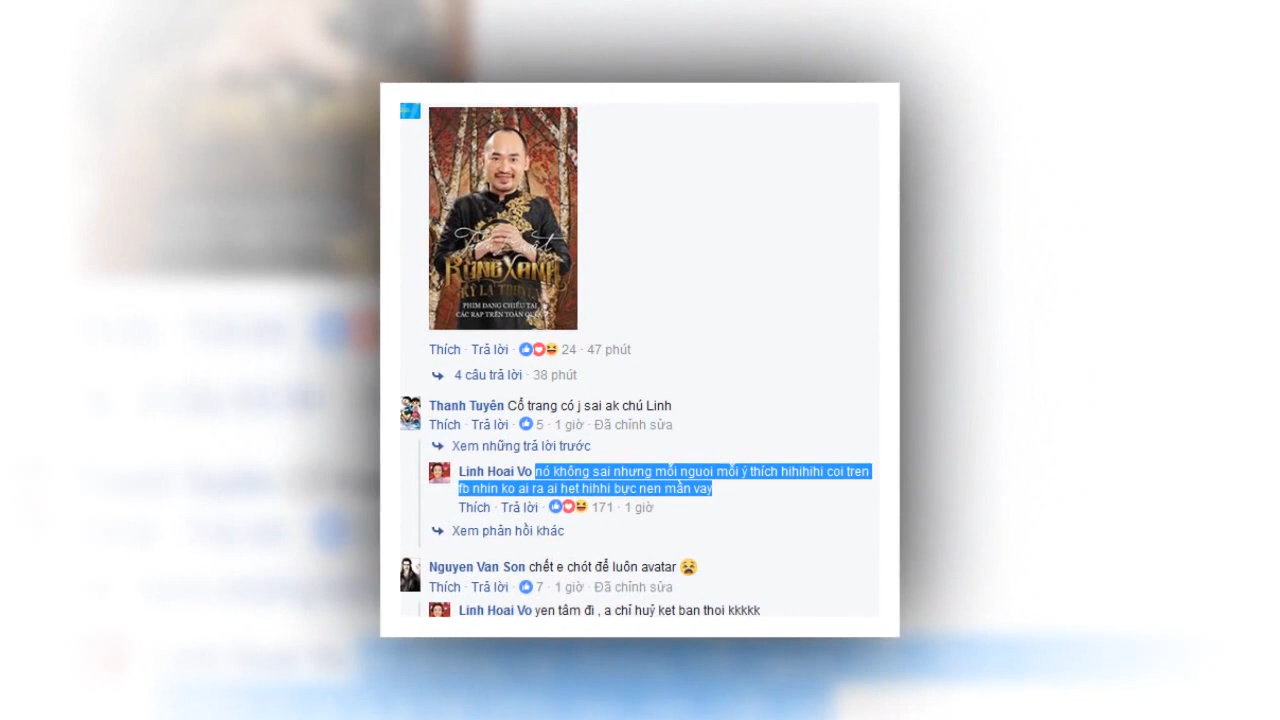 RỪNG XANH
KỲ LẠ TRUYỆN
PHIM ĐANG CHIẾU TẠI
CÁC RẠP TRÊN TOÀN QUỐC
Thích · Trả lời · 24 · 47 phút
4 câu trả lời · 38 phút
Thanh Tuyên Cổ trang có j sai ak chú Linh
Thích · Trả lời · 5 · 1 giờ · Đã chỉnh sửa
Xem những trả lời trước
Linh Hoai Vo nó không sai nhưng mỗi nguoi mỗi ý thích hihihihi coi tren
fb nhin ko ai ra ai het hihhi bực nen mằn vay
Thích · Trả lời · 171 · 1 giờ
Xem phản hồi khác
Nguyen Van Son chết e chót để luôn avatar
Thích · Trả lời · 7 · 1 giờ · Đã chỉnh sửa
Linh Hoai Vo yen tâm đi , a chỉ huỷ ket ban thoi kkkkk